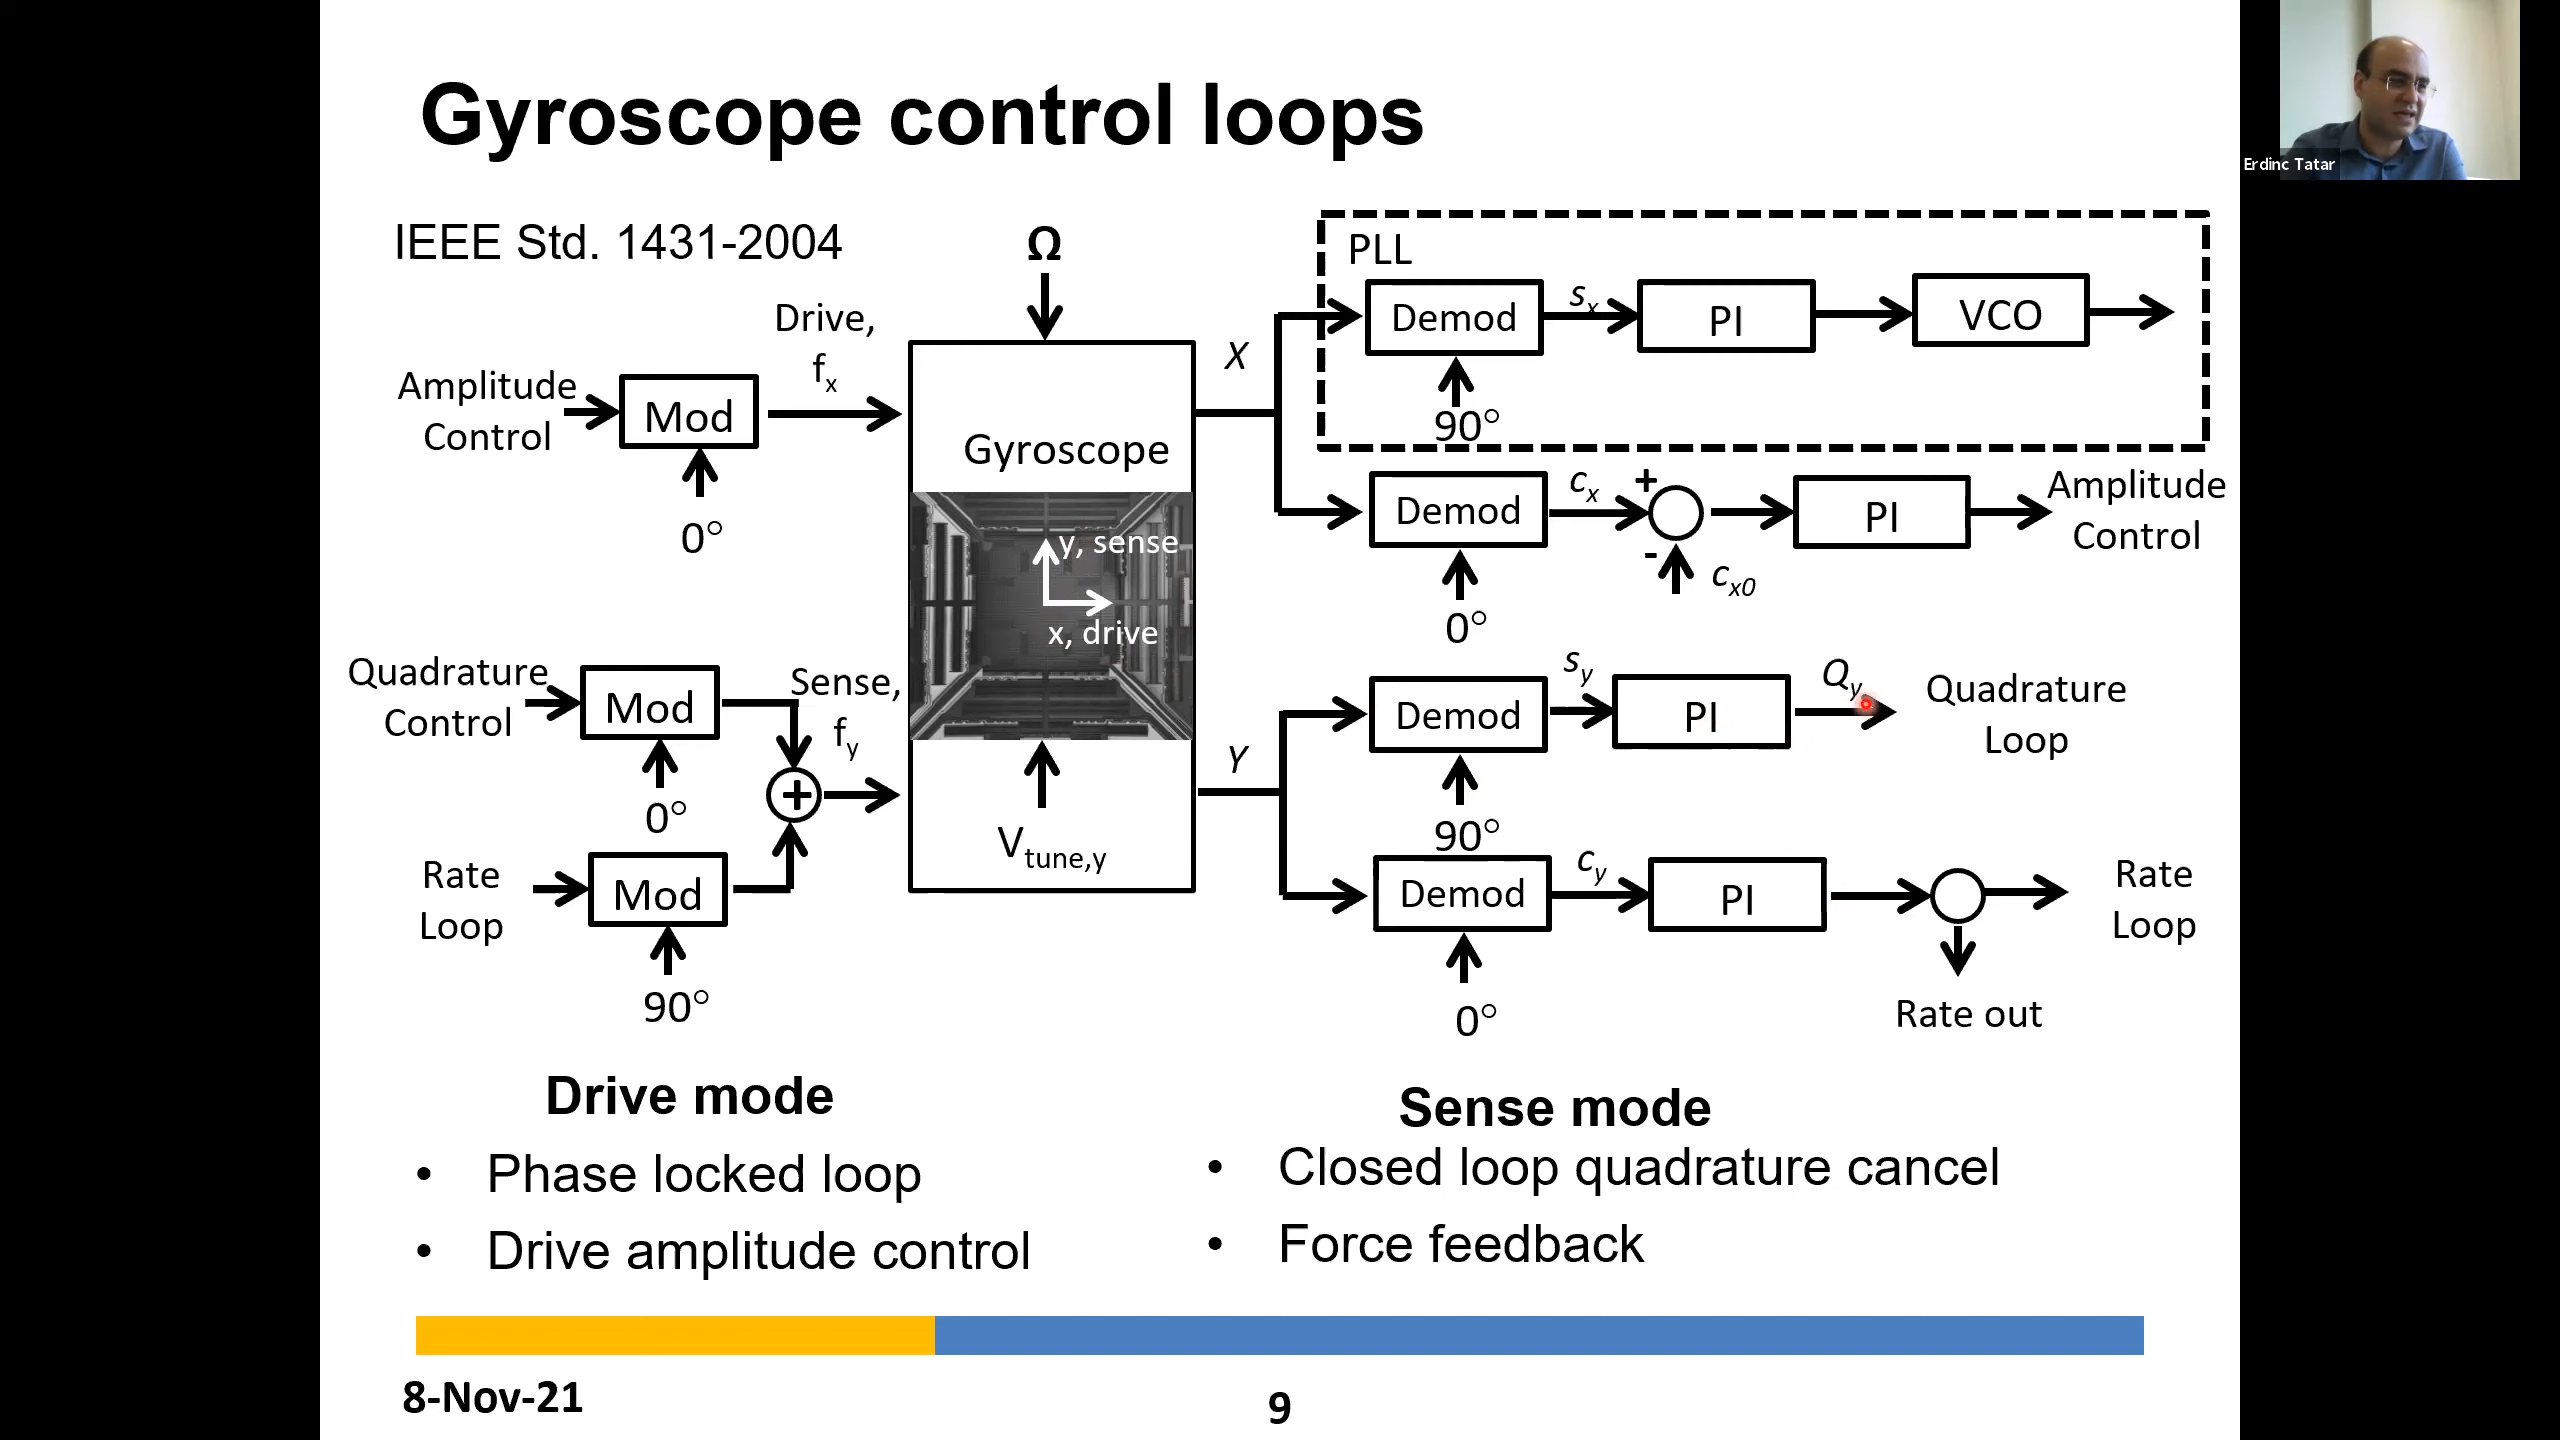 Gyroscope control loops
Erdinc Tatar
IEEE Std. 1431-2004
Ω
Drive,
fx
Amplitude
Control
Mod
0°
Gyroscope
y, sense
x, drive
Vtune,y
Quadrature
Control
Mod
0°
Sense,
fy
+
Rate
Loop
Mod
90°
X
PLL
Demod
sx
PI
VCO
90°
Demod
cx
+
-
cx0
PI
Amplitude
Control
0°
Y
Demod
sy
PI
Qy
Quadrature
Loop
90°
Demod
cy
PI
Rate
Loop
0°
Rate out
Drive mode
• Phase locked loop
• Drive amplitude control
Sense mode
• Closed loop quadrature cancel
• Force feedback
8-Nov-21
9